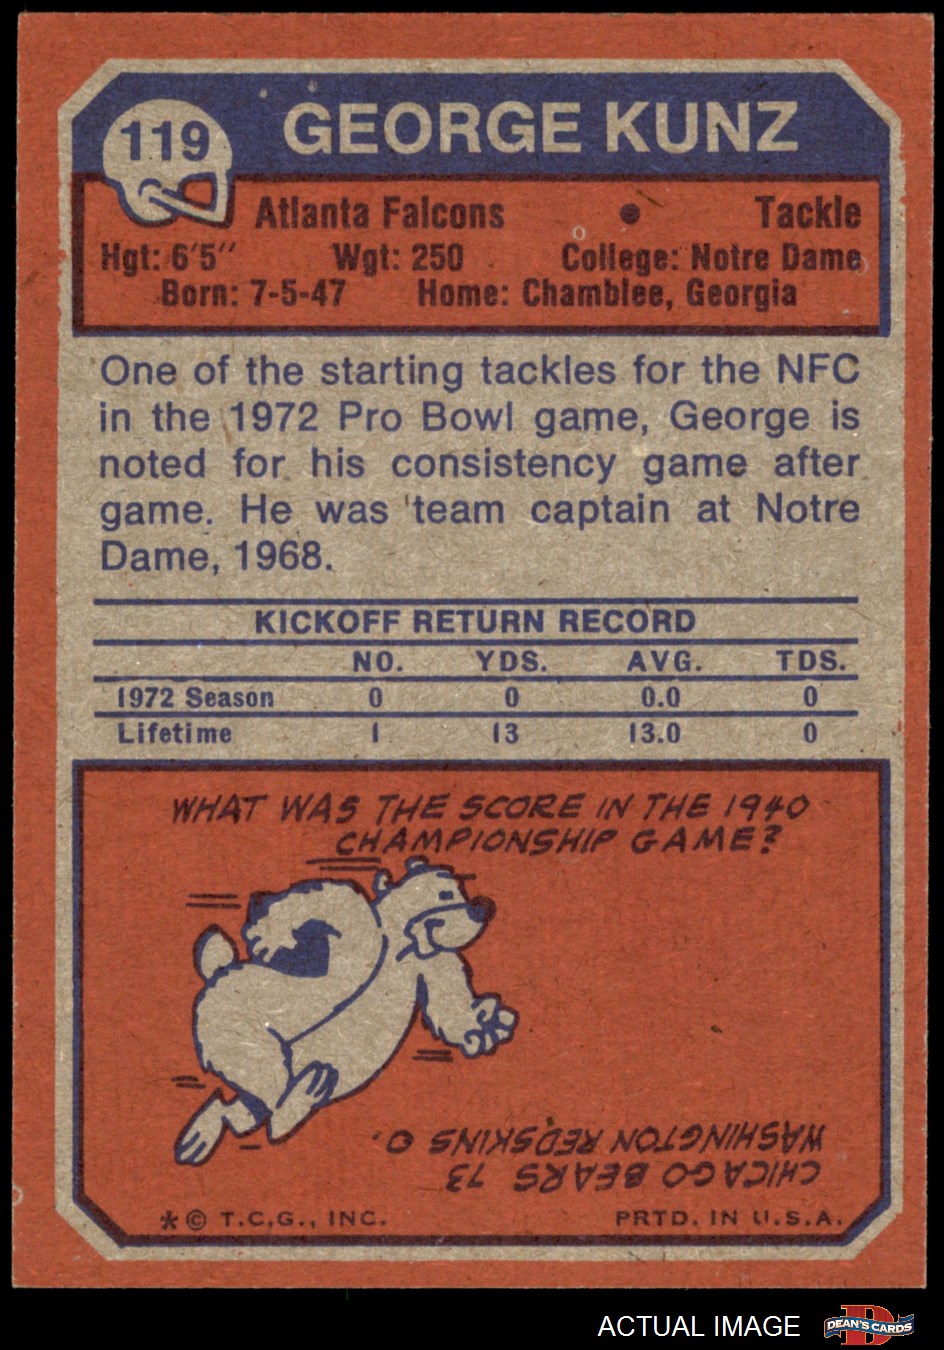 119
GEORGE KUNZ
Atlanta Falcons • Tackle
Hgt: 6'5" Wgt: 250 College: Notre Dame
Born: 7-5-47 Home: Chamblee, Georgia
One of the starting tackles for the NFC
in the 1972 Pro Bowl game, George is
noted for his consistency game after
game. He was team captain at Notre
Dame, 1968.
KICKOFF RETURN RECORD
NO. YDS. AVG. TDS.
1972 Season 0 0 0.0 0
Lifetime 1 13 13.0 0
WHAT WAS THE SCORE IN THE 1940
CHAMPIONSHIP GAME?
CHICAGO BEARS 73
WASHINGTON REDSKINS 0.
*© T.C.G., INC. PRTD. IN U.S.A.
ACTUAL IMAGE
D
DEAN'S CARDS